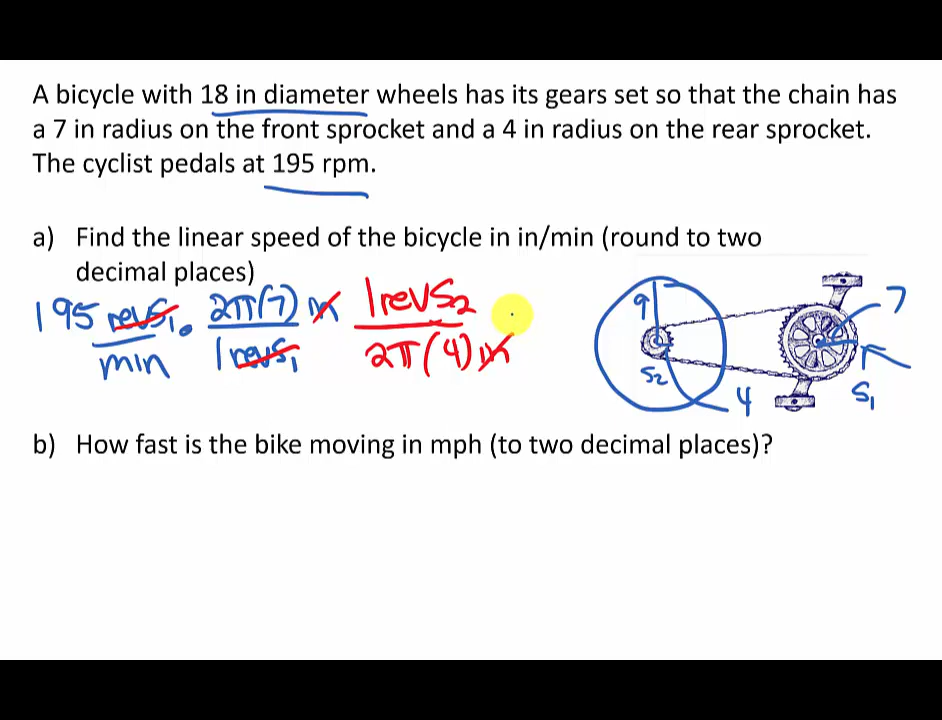 A bicycle with 18 in diameter wheels has its gears set so that the chain has
a 7 in radius on the front sprocket and a 4 in radius on the rear sprocket.
The cyclist pedals at 195 rpm.
a) Find the linear speed of the bicycle in in/min (round to two
decimal places)
195 revS₁ · 2π(7) in 1 revS₂
min 1 revS₁ 2π(4) in
9
7
S₂
4
S₁
b) How fast is the bike moving in mph (to two decimal places)?